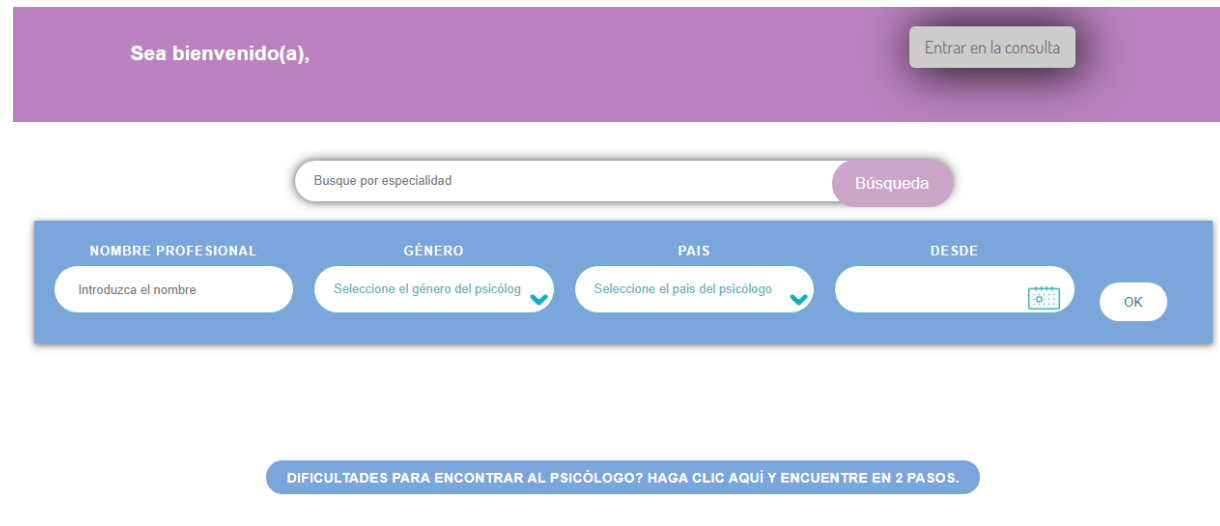 Sea bienvenido(a),
Entrar en la consulta
Busque por especialidad
Búsqueda
NOMBRE PROFESIONAL
GÉNERO
PAIS
DESDE
Introduzca el nombre
Seleccione el género del psicólog
Seleccione el pais del psicólogo
OK
DIFICULTADES PARA ENCONTRAR AL PSICÓLOGO? HAGA CLIC AQUÍ Y ENCUENTRE EN 2 PASOS.